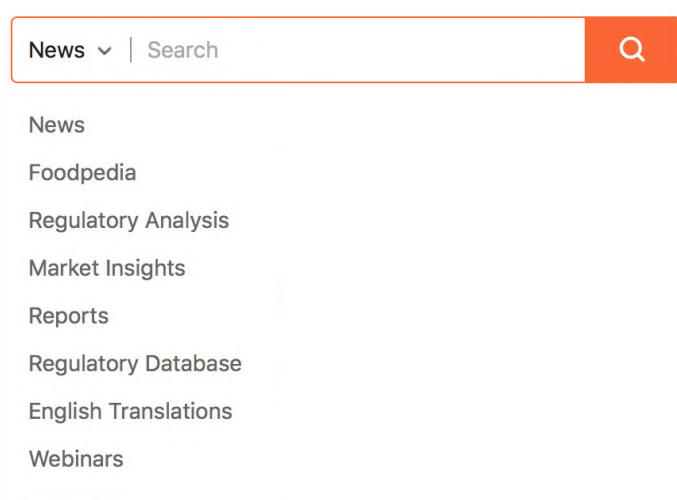 News Search
News
Foodpedia
Regulatory Analysis
Market Insights
Reports
Regulatory Database
English Translations
Webinars